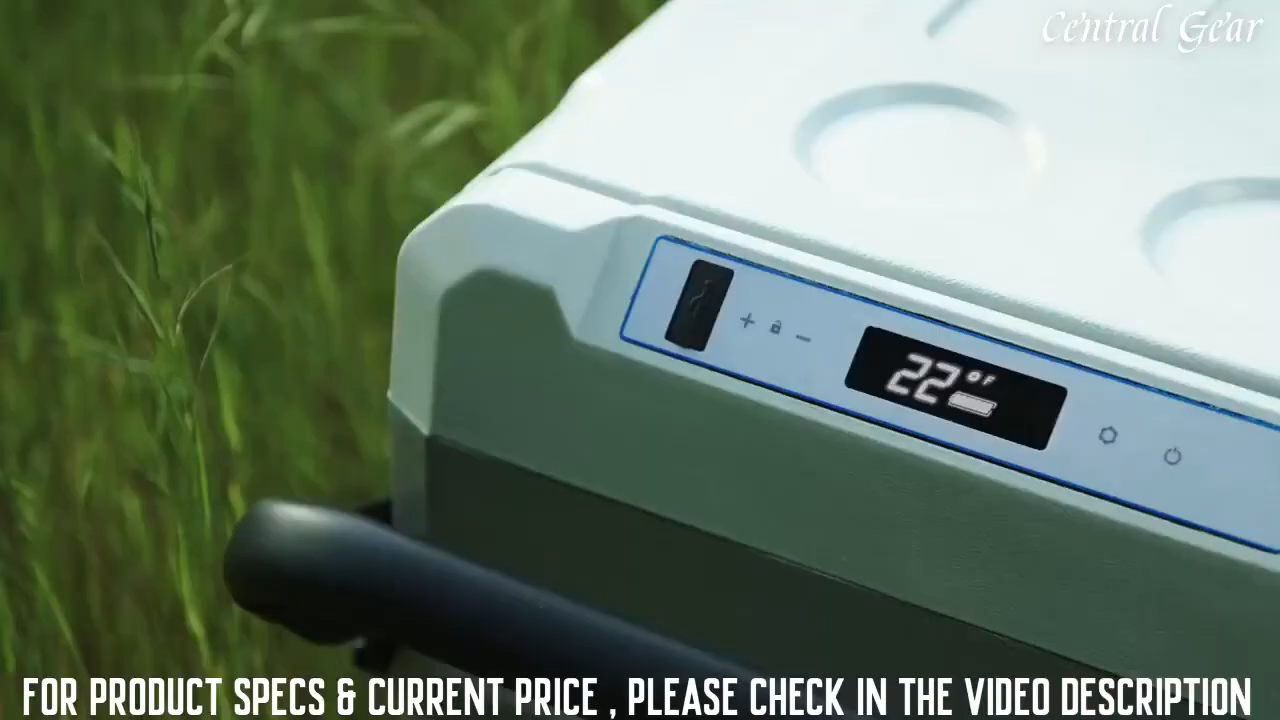 Central Gear
22°F
FOR PRODUCT SPECS & CURRENT PRICE , PLEASE CHECK IN THE VIDEO DESCRIPTION